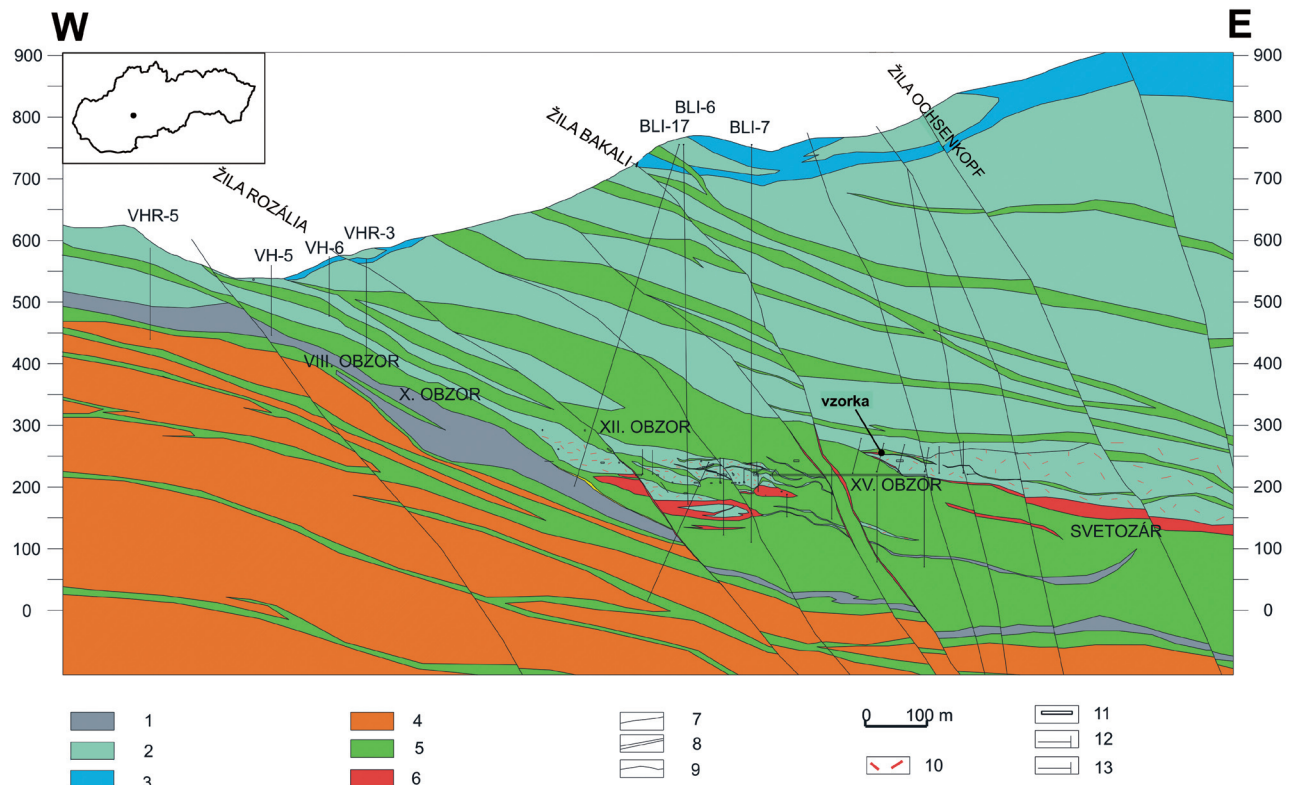 W
E
900
800
700
600
500
400
300
200
100
0
900
800
700
600
500
400
300
200
100
0
ŽILA ROZÁLIA
ŽILA BAKALI
ŽILA OCHSENKOPF
BLI-6
BLI-17
BLI-7
VHR-5
VH-5
VH-6
VHR-3
VIII. OBZOR
X. OBZOR
XII. OBZOR
vzorka
XV. OBZOR
SVETOZÁR
1
2
3
4
5
6
7
8
9
0 100 m
10
11
12
13